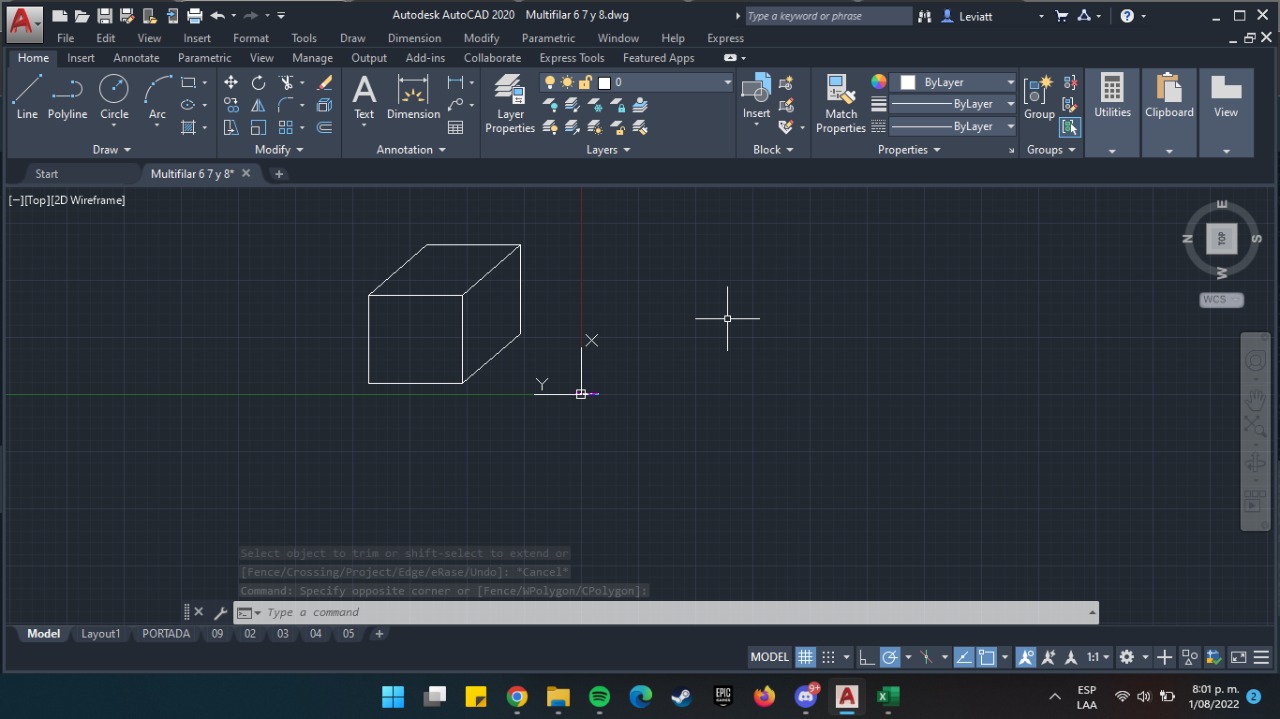 Autodesk AutoCAD 2020 Multifilar 6 7 y 8.dwg Type a keyword or phrase Leviatt
File Edit View Insert Format Tools Draw Dimension Modify Parametric Window Help Express
Home Insert Annotate Parametric View Manage Output Add-ins Collaborate Express Tools Featured Apps
0 ByLayer
ByLayer
ByLayer
Line Polyline Circle Arc Text Dimension Layer Properties Insert Match Properties Group Utilities Clipboard View
Draw Modify Annotation Layers Block Properties Groups
Start Multifilar 6 7 y 8*
[−][Top][2D Wireframe]
E
N TOP S
W
WCS
X
Y
Select object to trim or shift-select to extend or
[Fence/Crossing/Project/Edge/eRase/Undo]: *Cancel*
Command: Specify opposite corner or [Fence/WPolygon/CPolygon]:
Type a command
Model Layout1 PORTADA 09 02 03 04 05
MODEL 1:1
EPIC GAMES 9+ ESP LAA 8:01 p. m. 1/08/2022 2